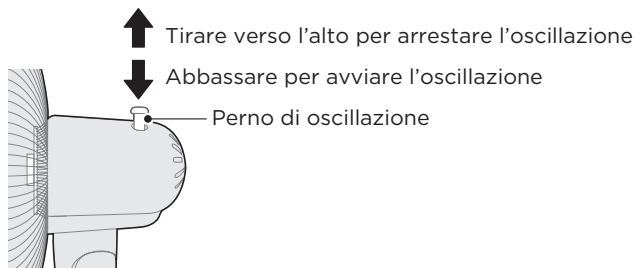 Tirare verso l'alto per arrestare l'oscillazione
Abbassare per avviare l'oscillazione
Perno di oscillazione